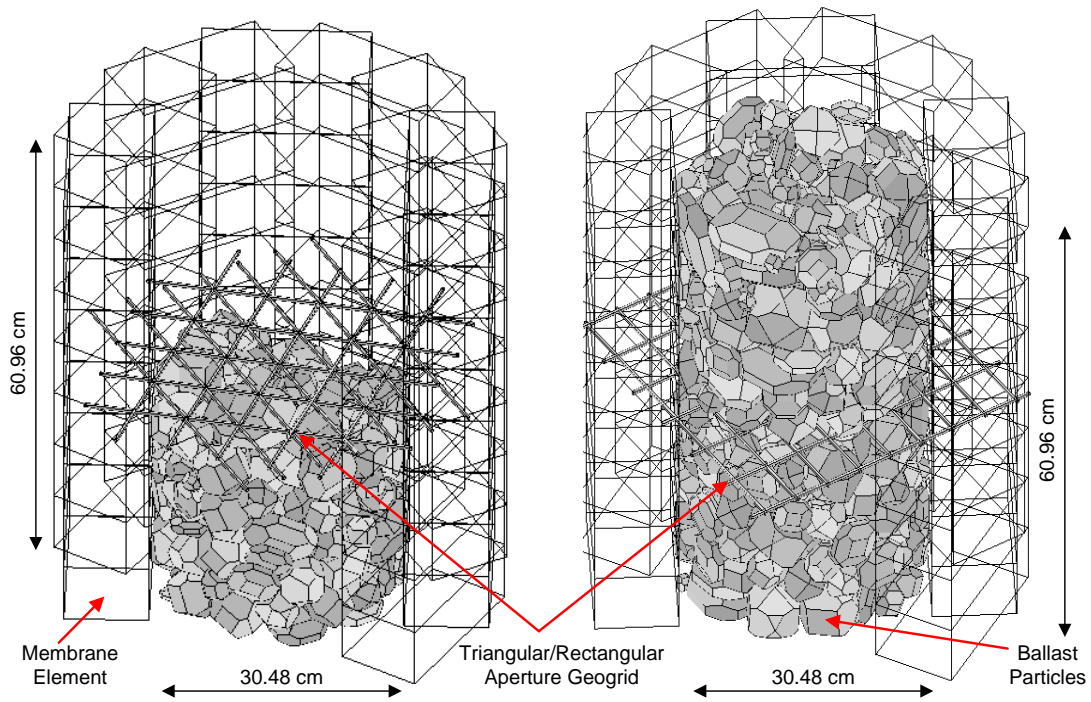 60.96 cm
60.96 cm
Membrane
Element
30.48 cm
Triangular/Rectangular
Aperture Geogrid
30.48 cm
Ballast
Particles